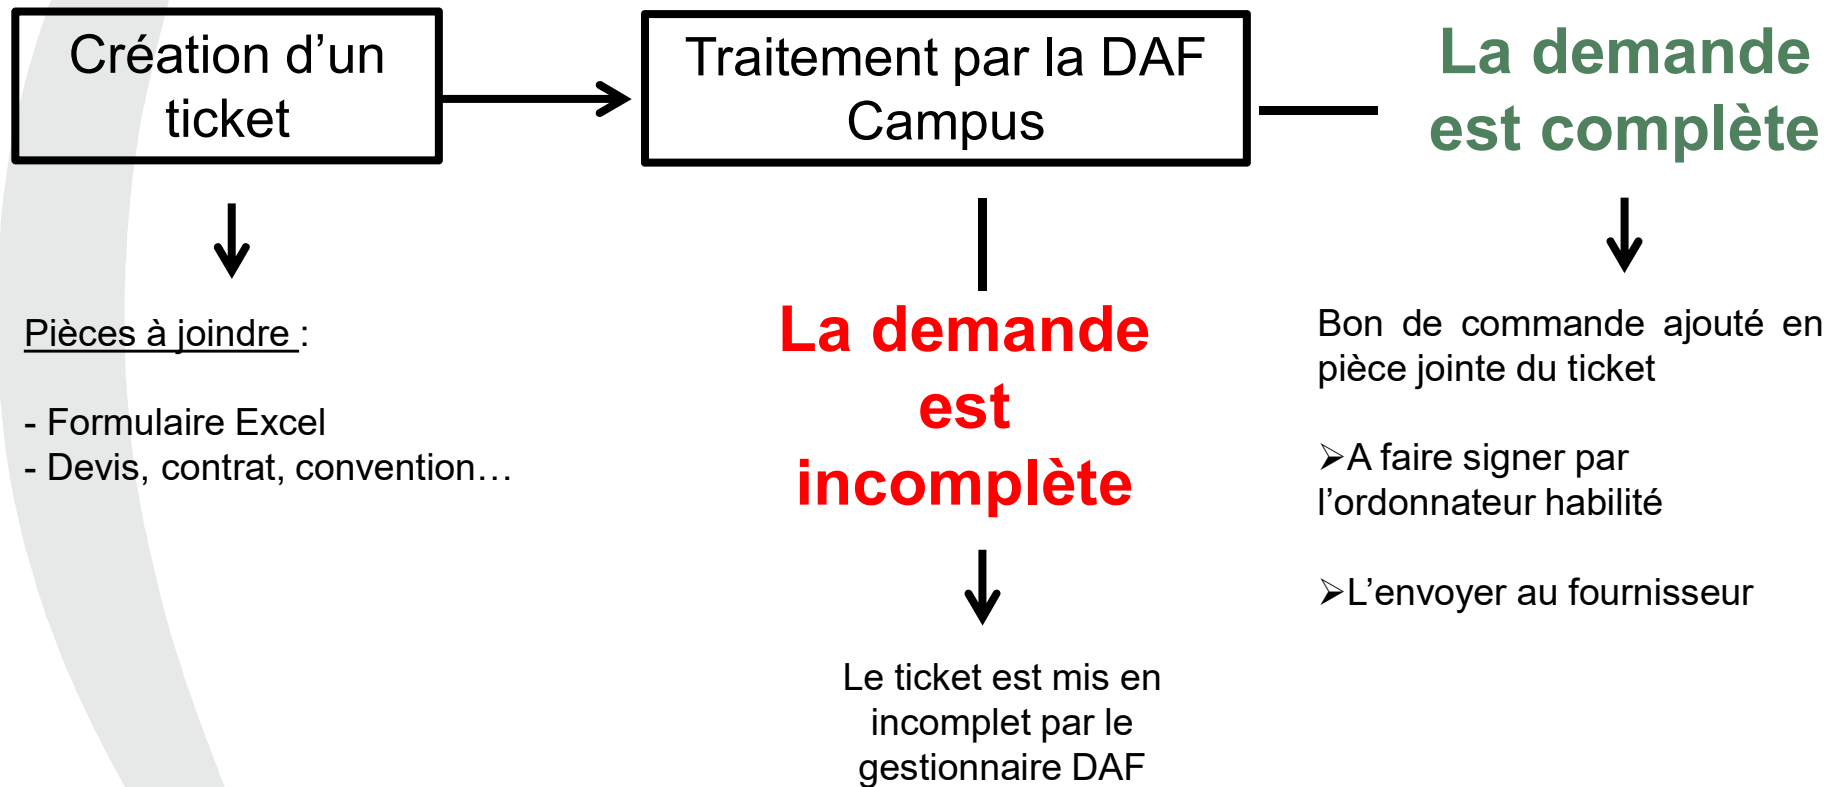 Création d’un
ticket
Traitement par la DAF
Campus
La demande
est complète
Pièces à joindre :
- Formulaire Excel
- Devis, contrat, convention…
La demande
est
incomplète
Le ticket est mis en
incomplet par le
gestionnaire DAF
Bon de commande ajouté en
pièce jointe du ticket
➢A faire signer par
l’ordonnateur habilité
➢L’envoyer au fournisseur